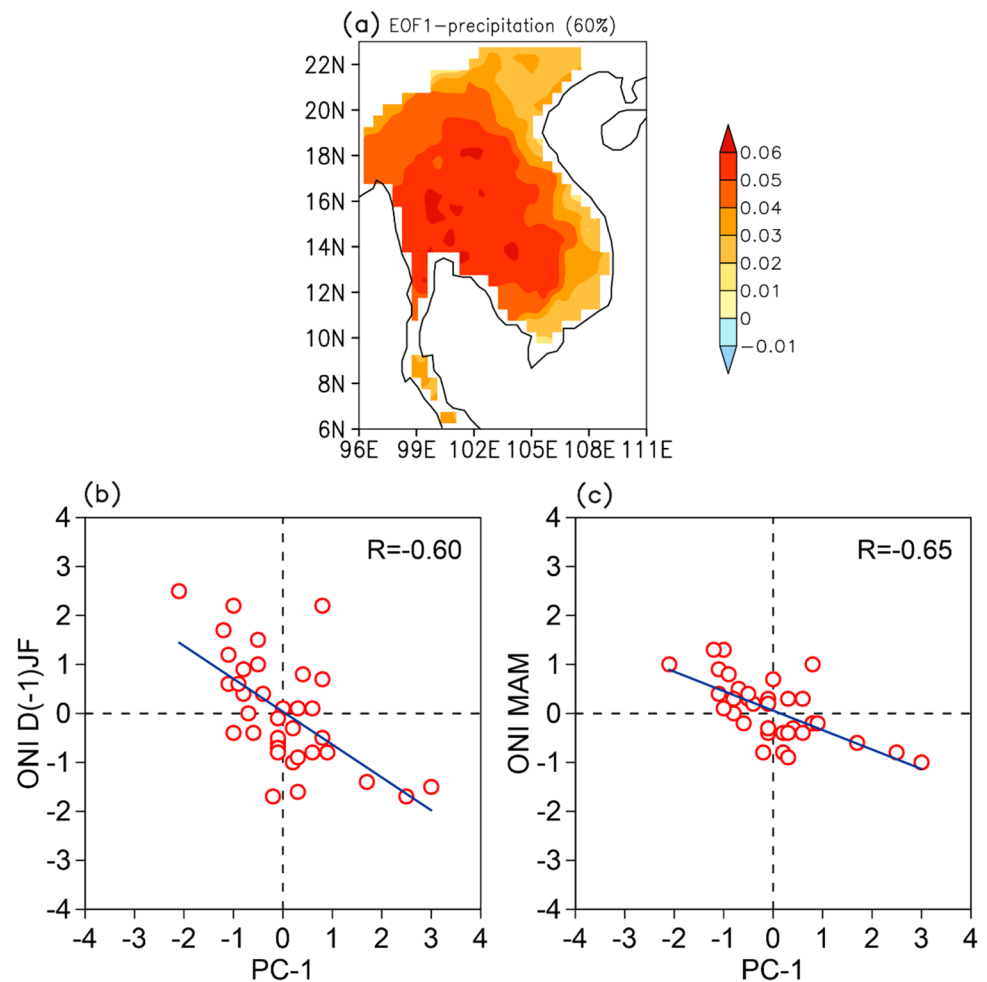 (a) EOF1-precipitation (60%)
22N
20N
18N
16N
14N
12N
10N
8N
6N
96E 99E 102E 105E 108E 111E
0.06
0.05
0.04
0.03
0.02
0.01
0
-0.01
(b)
R=-0.60
4
3
2
1
0
-1
-2
-3
-4
ONI D(-1)JF
-4 -3 -2 -1 0 1 2 3 4
PC-1
(c)
R=-0.65
4
3
2
1
0
-1
-2
-3
-4
ONI MAM
-4 -3 -2 -1 0 1 2 3 4
PC-1